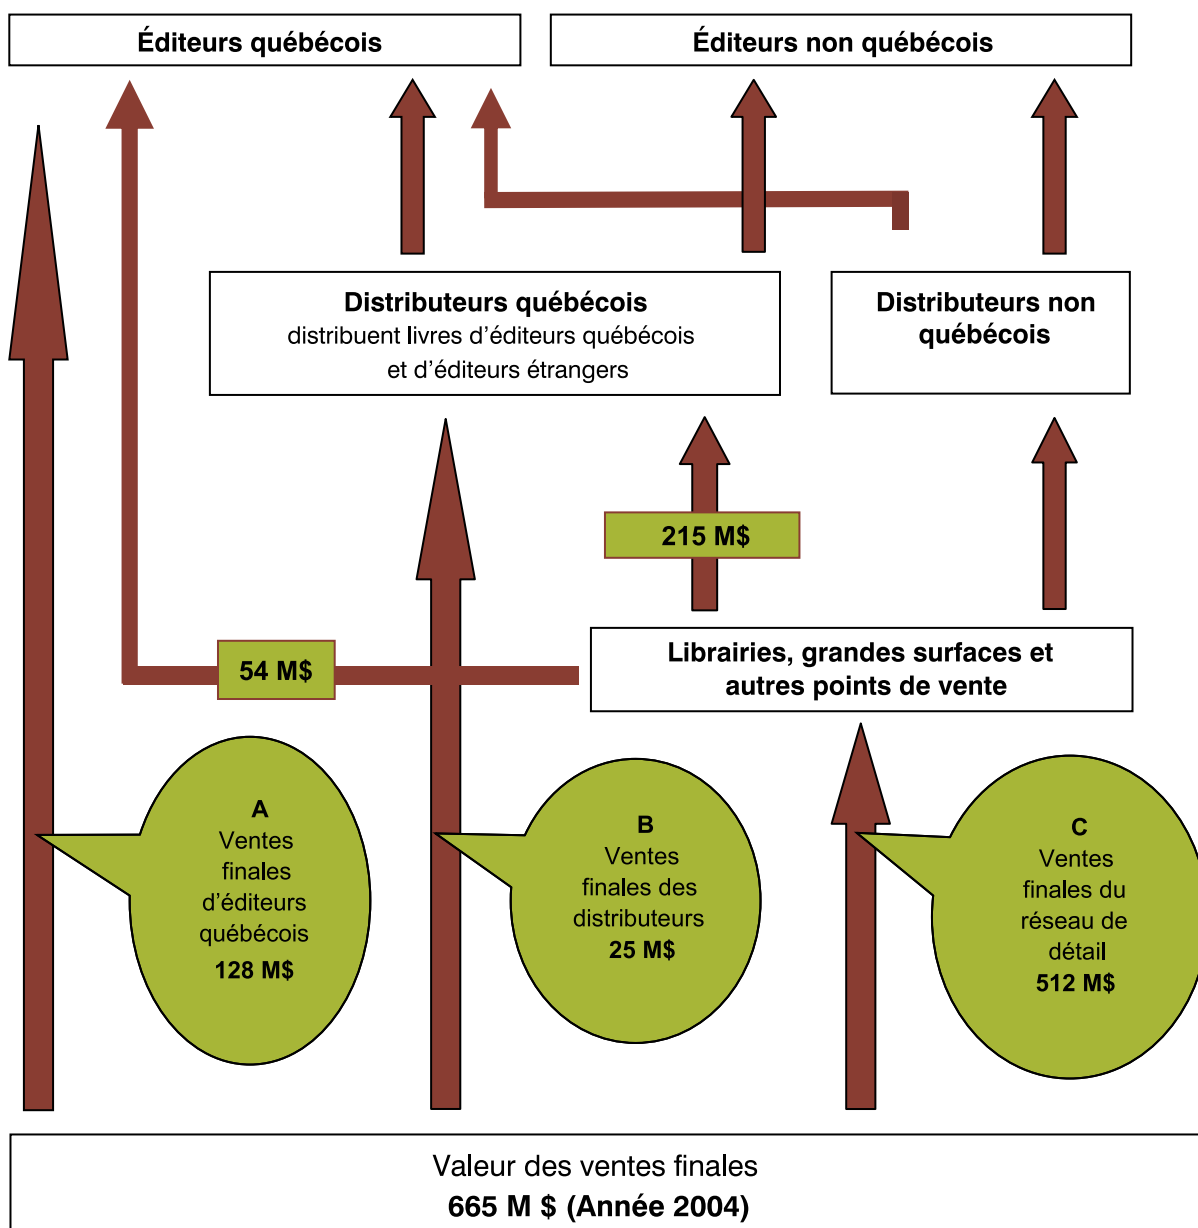 Éditeurs québécois
Éditeurs non québécois
Distributeurs québécois
distribuent livres d'éditeurs québécois
et d'éditeurs étrangers
Distributeurs non
québécois
215 M$
Librairies, grandes surfaces et
autres points de vente
54 M$
A
Ventes
finales
d'éditeurs
québécois
128 M$
B
Ventes
finales des
distributeurs
25 M$
C
Ventes
finales du
réseau de
détail
512 M$
Valeur des ventes finales
665 M $ (Année 2004)